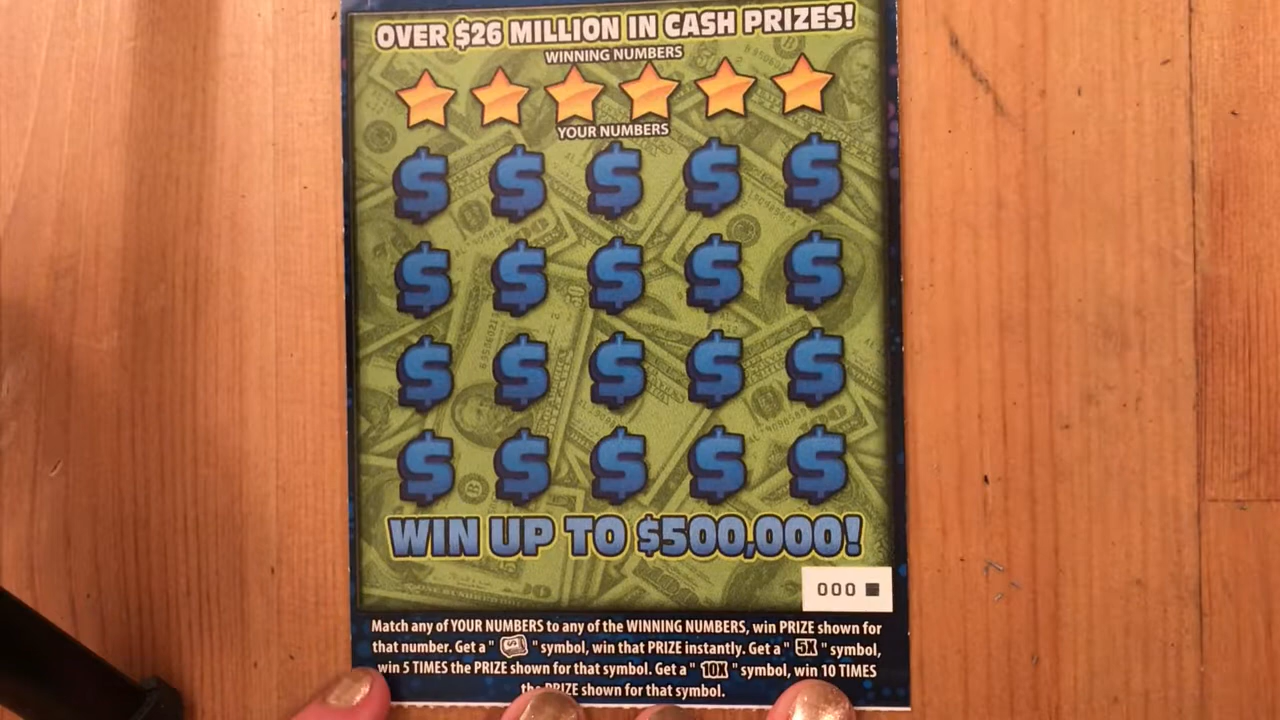 OVER $26 MILLION IN CASH PRIZES!
WINNING NUMBERS
YOUR NUMBERS
$ $ $ $ $
$ $ $ $ $
$ $ $ $ $
$ $ $ $ $
WIN UP TO $500,000!
000
Match any of YOUR NUMBERS to any of the WINNING NUMBERS, win PRIZE shown for
that number. Get a " " symbol, win that PRIZE instantly. Get a " 5X " symbol,
win 5 TIMES the PRIZE shown for that symbol. Get a " 10X " symbol, win 10 TIMES
the PRIZE shown for that symbol.